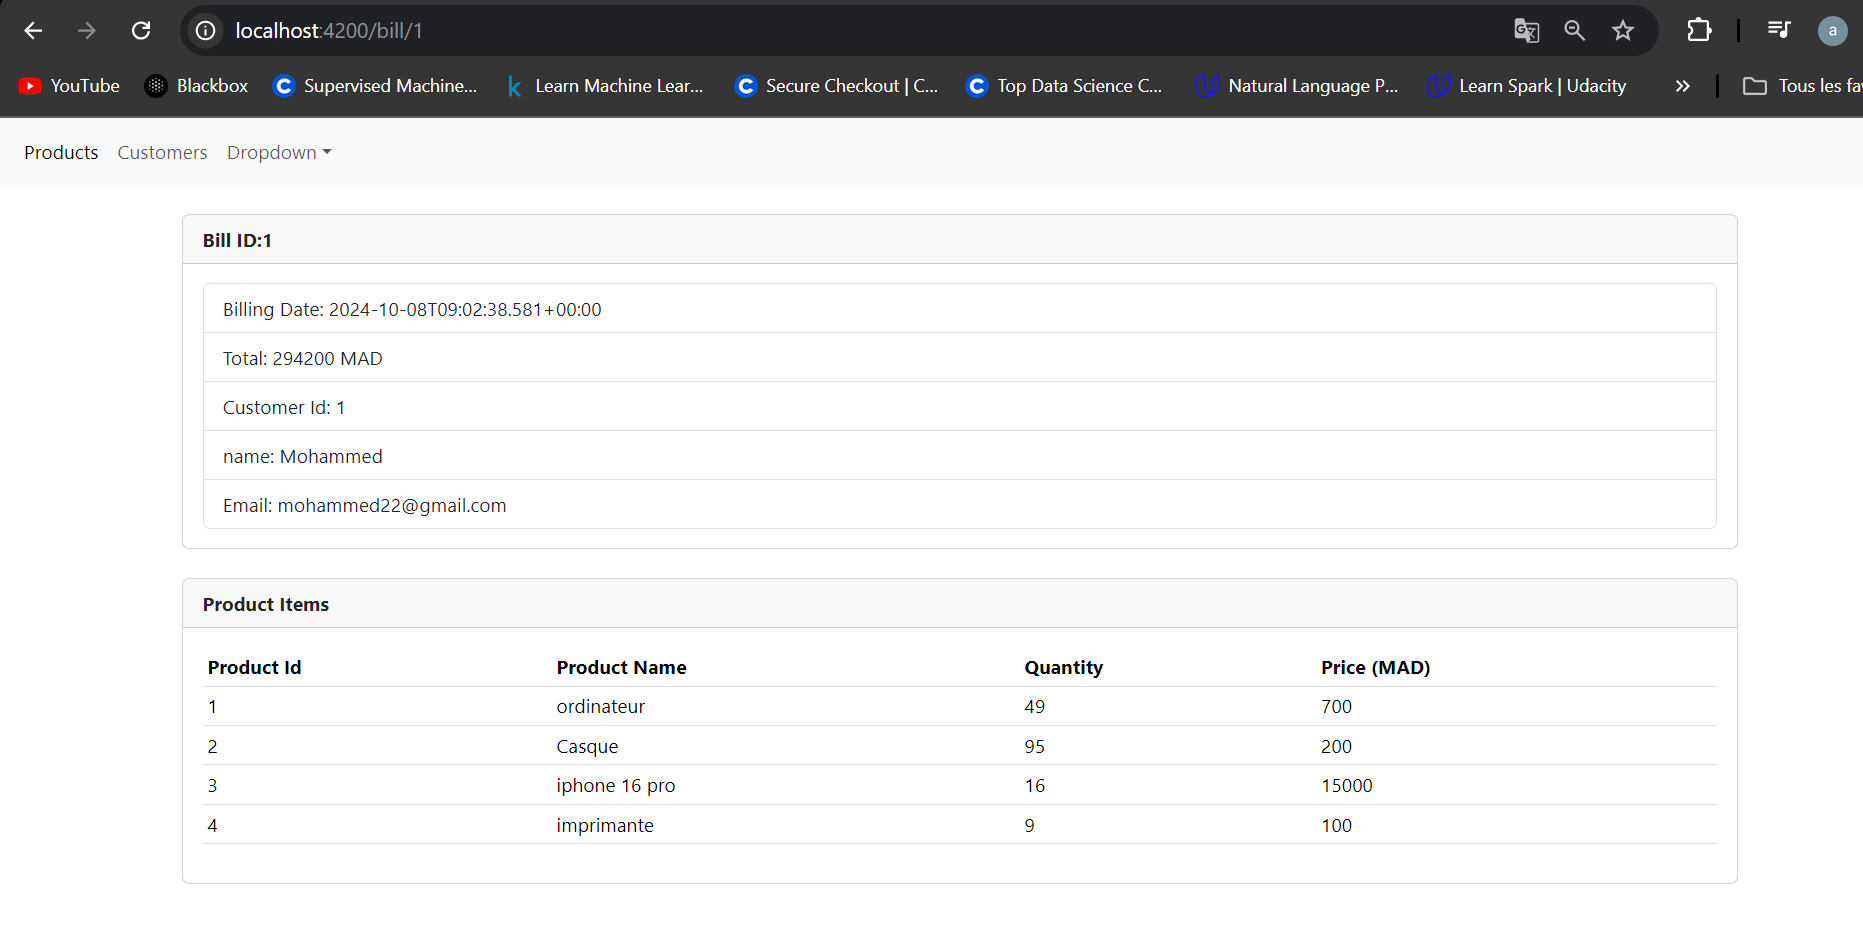 localhost:4200/bill/1
a
YouTube Blackbox Supervised Machine... Learn Machine Lear... Secure Checkout | C... Top Data Science C... Natural Language P... Learn Spark | Udacity » Tous les fa
Products Customers Dropdown
Bill ID:1
Billing Date: 2024-10-08T09:02:38.581+00:00
Total: 294200 MAD
Customer Id: 1
name: Mohammed
Email: mohammed22@gmail.com
Product Items
Product Id Product Name Quantity Price (MAD)
1 ordinateur 49 700
2 Casque 95 200
3 iphone 16 pro 16 15000
4 imprimante 9 100